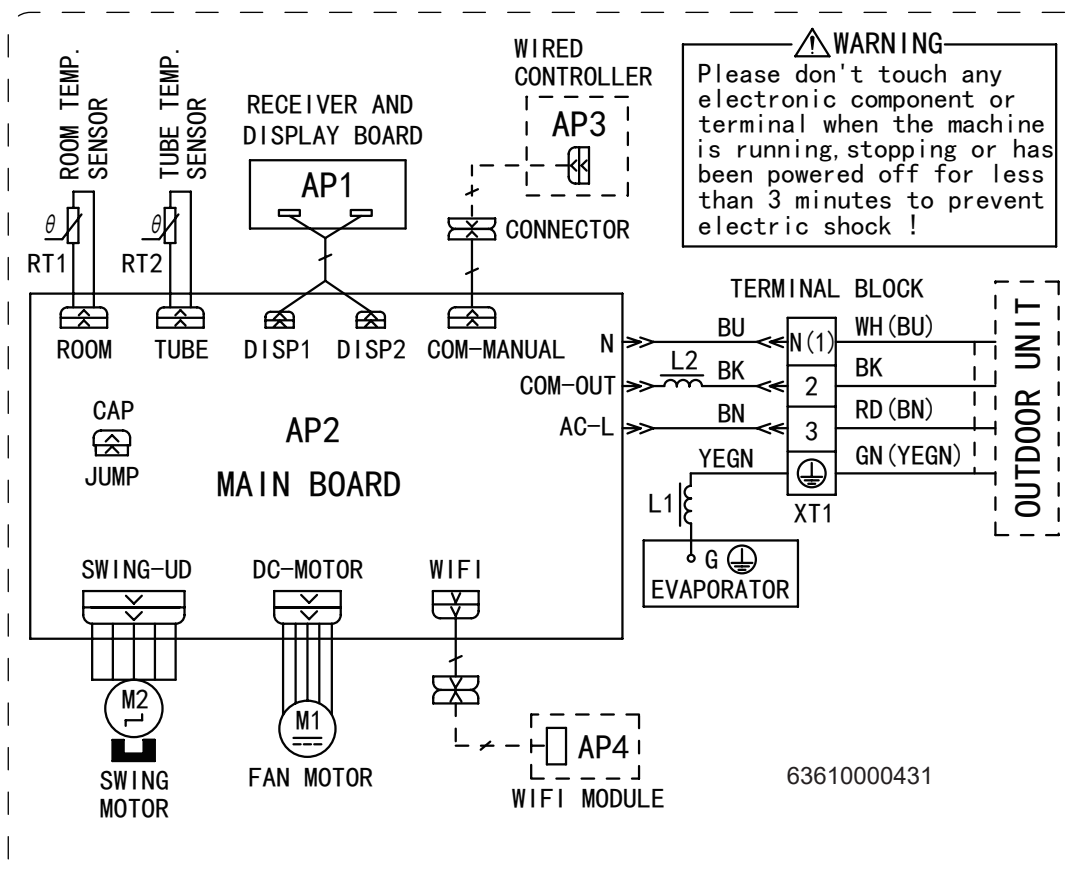 ROOM TEMP.
SENSOR
TUBE TEMP.
SENSOR
RECEIVER AND
DISPLAY BOARD
WIRED
CONTROLLER
WARNING
Please don't touch any
electronic component or
terminal when the machine
is running, stopping or has
been powered off for less
than 3 minutes to prevent
electric shock !
AP1
AP3
θ
θ
RT1
RT2
CONNECTOR
ROOM
TUBE
DISP1
DISP2
COM-MANUAL
TERMINAL BLOCK
N
BU
N(1)
WH(BU)
COM-OUT
L2
BK
2
BK
AC-L
BN
3
RD(BN)
YEGN
GN(YEGN)
XT1
OUTDOOR UNIT
CAP
JUMP
AP2
MAIN BOARD
L1
G
EVAPORATOR
SWING-UD
DC-MOTOR
WIFI
M2
M1
SWING
MOTOR
FAN MOTOR
AP4
WIFI MODULE
63610000431